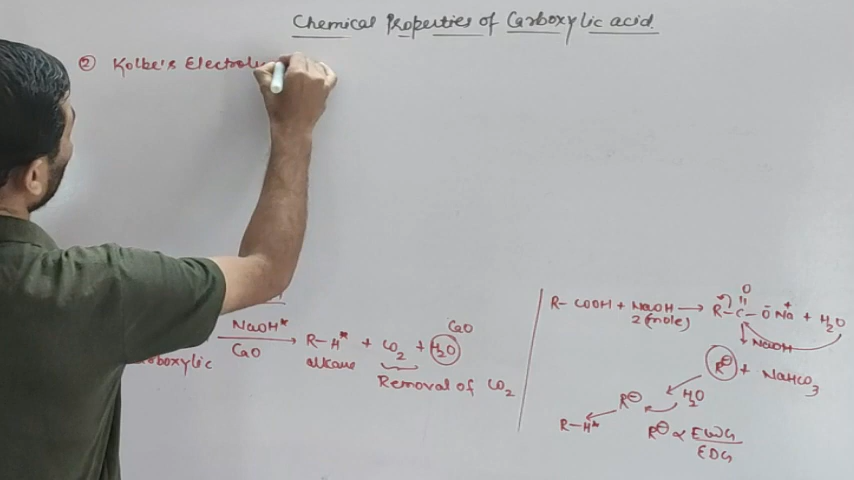 Chemical Properties of Carboxylic acid.
② Kolbe's Electroly
NaOH*
CaO
R-H* + CO2 + H2O
CaO
alkane
Removal of CO2
R-COOH + NaOH → R-C-O⁻Na⁺ + H2O
O
2(mole)
NaOH
R⊖ + NaHCO3
R⊖ H2O
R-H*
R⊖ ∝ EWG
EDG